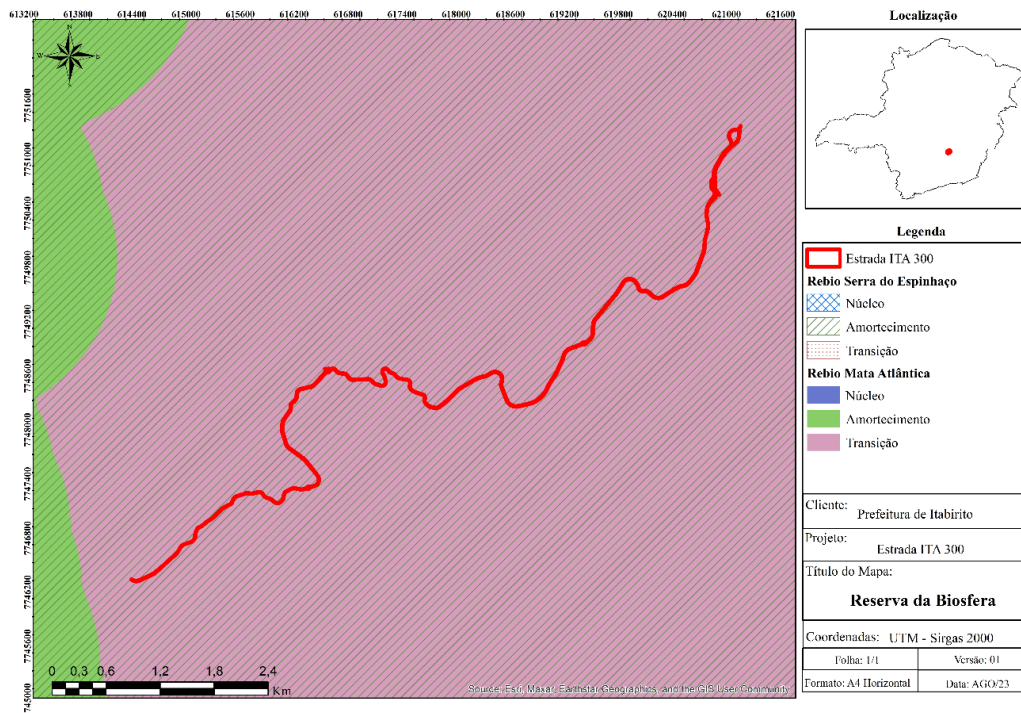 613200 613800 614400 615000 615600 616200 616800 617400 618000 618600 619200 619800 620400 621000 621600
N
W E
S
7751600
7751000
7750400
7749800
7749200
7748600
7748000
7747400
7746800
7746200
7745600
7745000
0 0,3 0,6 1,2 1,8 2,4
Km
Source: Esri, Maxar, Earthstar Geographics, and the GIS User Community
Localização
Legenda
Estrada ITA 300
Rebio Serra do Espinhaço
Núcleo
Amortecimento
Transição
Rebio Mata Atlântica
Núcleo
Amortecimento
Transição
Cliente: Prefeitura de Itabirito
Projeto: Estrada ITA 300
Título do Mapa:
Reserva da Biosfera
Coordenadas: UTM - Sirgas 2000
Folha: 1/1 Versão: 01
Formato: A4 Horizontal Data: AGO/23